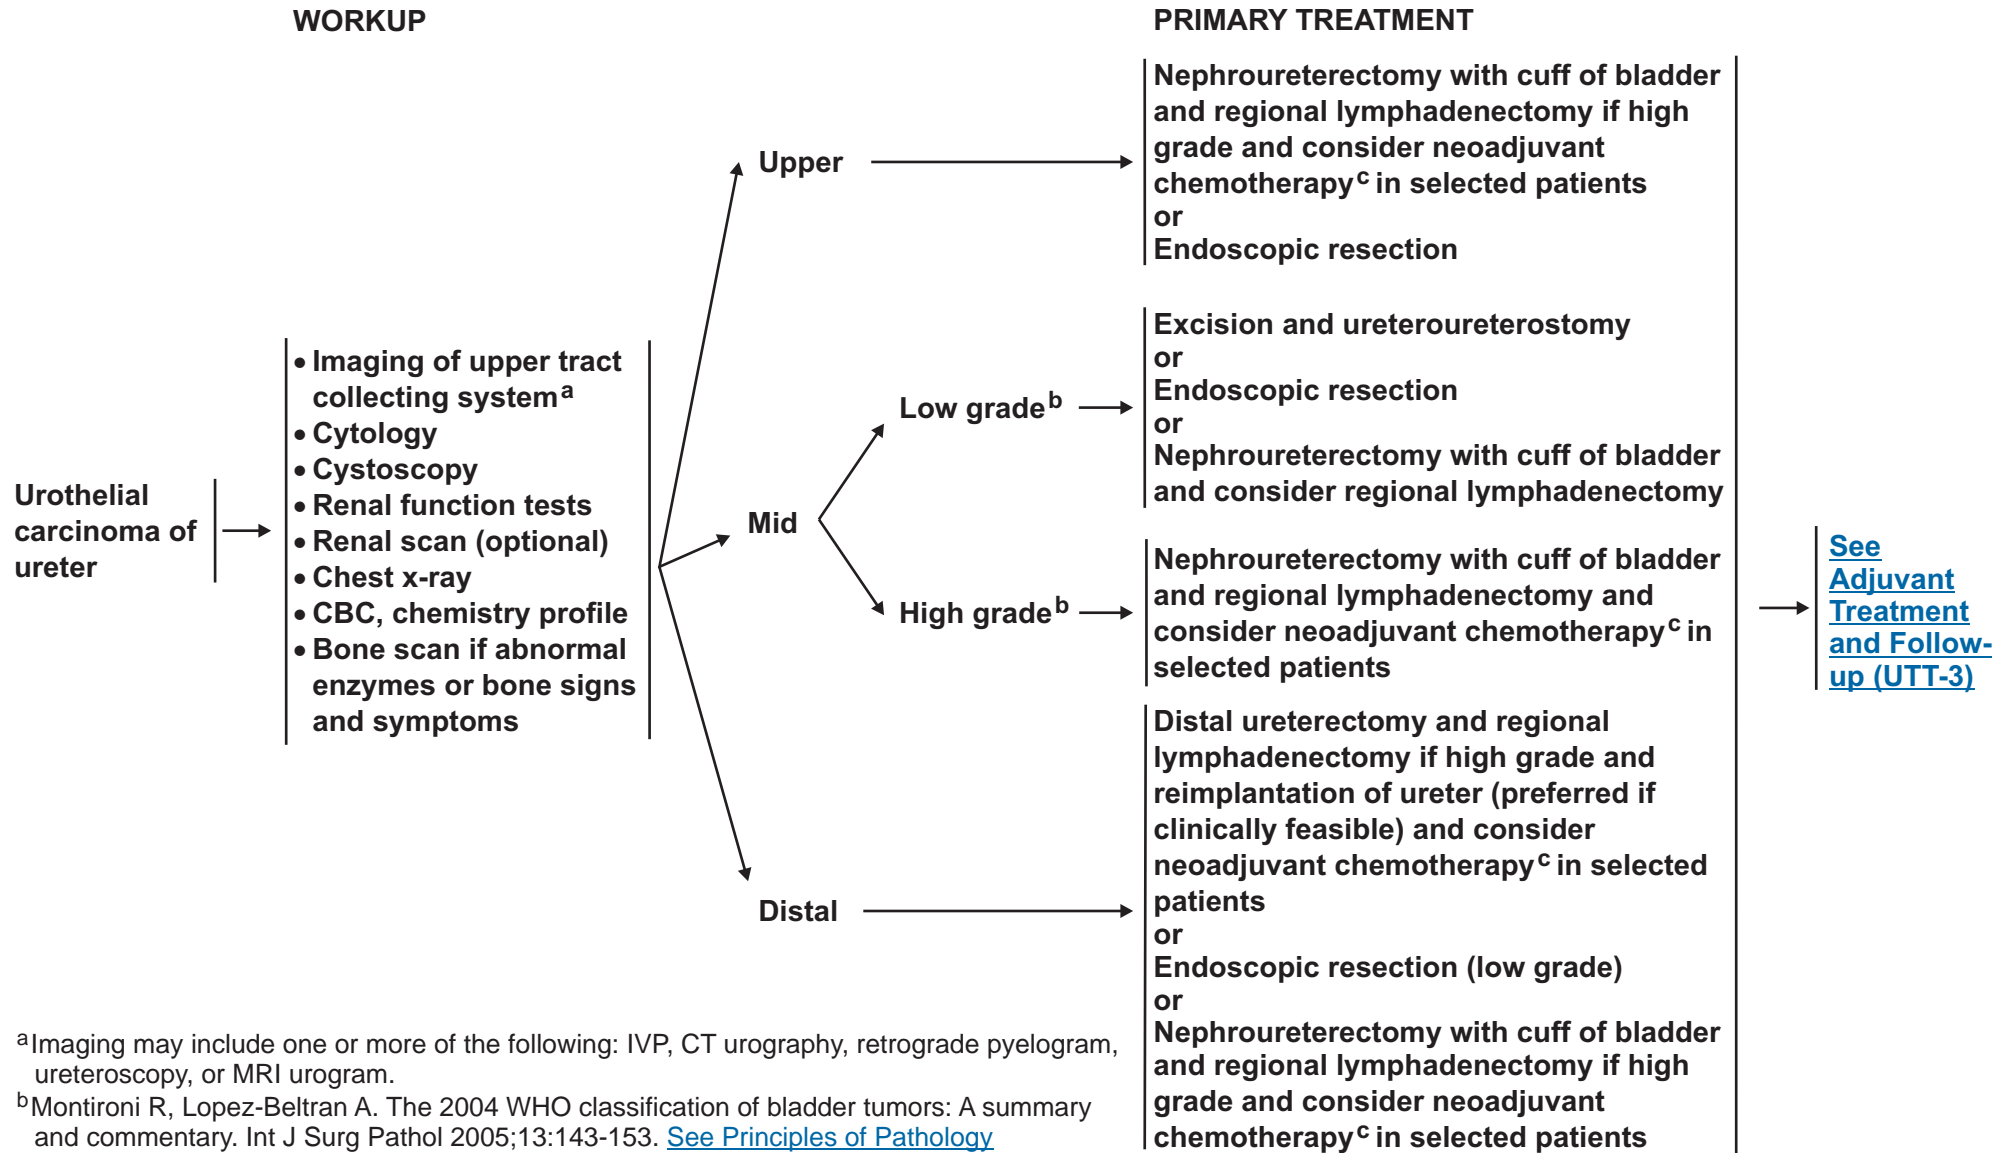 WORKUP
PRIMARY TREATMENT
Urothelial
carcinoma of
ureter
• Imaging of upper tract
collecting system a
• Cytology
• Cystoscopy
• Renal function tests
• Renal scan (optional)
• Chest x-ray
• CBC, chemistry profile
• Bone scan if abnormal
enzymes or bone signs
and symptoms
Upper
Nephroureterectomy with cuff of bladder
and regional lymphadenectomy if high
grade and consider neoadjuvant
chemotherapy c in selected patients
or
Endoscopic resection
Mid
Low grade b
Excision and ureteroureterostomy
or
Endoscopic resection
or
Nephroureterectomy with cuff of bladder
and consider regional lymphadenectomy
High grade b
Nephroureterectomy with cuff of bladder
and regional lymphadenectomy and
consider neoadjuvant chemotherapy c in
selected patients
Distal
Distal ureterectomy and regional
lymphadenectomy if high grade and
reimplantation of ureter (preferred if
clinically feasible) and consider
neoadjuvant chemotherapy c in selected
patients
or
Endoscopic resection (low grade)
or
Nephroureterectomy with cuff of bladder
and regional lymphadenectomy if high
grade and consider neoadjuvant
chemotherapy c in selected patients
See
Adjuvant
Treatment
and Follow-
up (UTT-3)
a Imaging may include one or more of the following: IVP, CT urography, retrograde pyelogram,
ureteroscopy, or MRI urogram.
b Montironi R, Lopez-Beltran A. The 2004 WHO classification of bladder tumors: A summary
and commentary. Int J Surg Pathol 2005;13:143-153. See Principles of Pathology